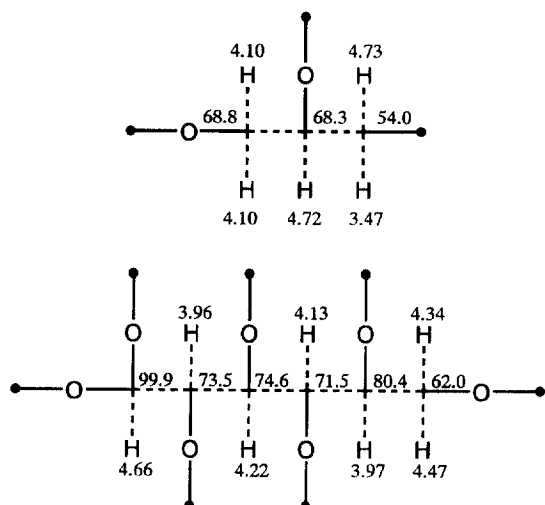 4.10 4.73
H O H
68.8 68.3 54.0
O
H H H
4.10 4.72 3.47
3.96 4.13 4.34
O H O H O H
99.9 73.5 74.6 71.5 80.4 62.0
O O
H O H O H H
4.66 4.22 3.97 4.47